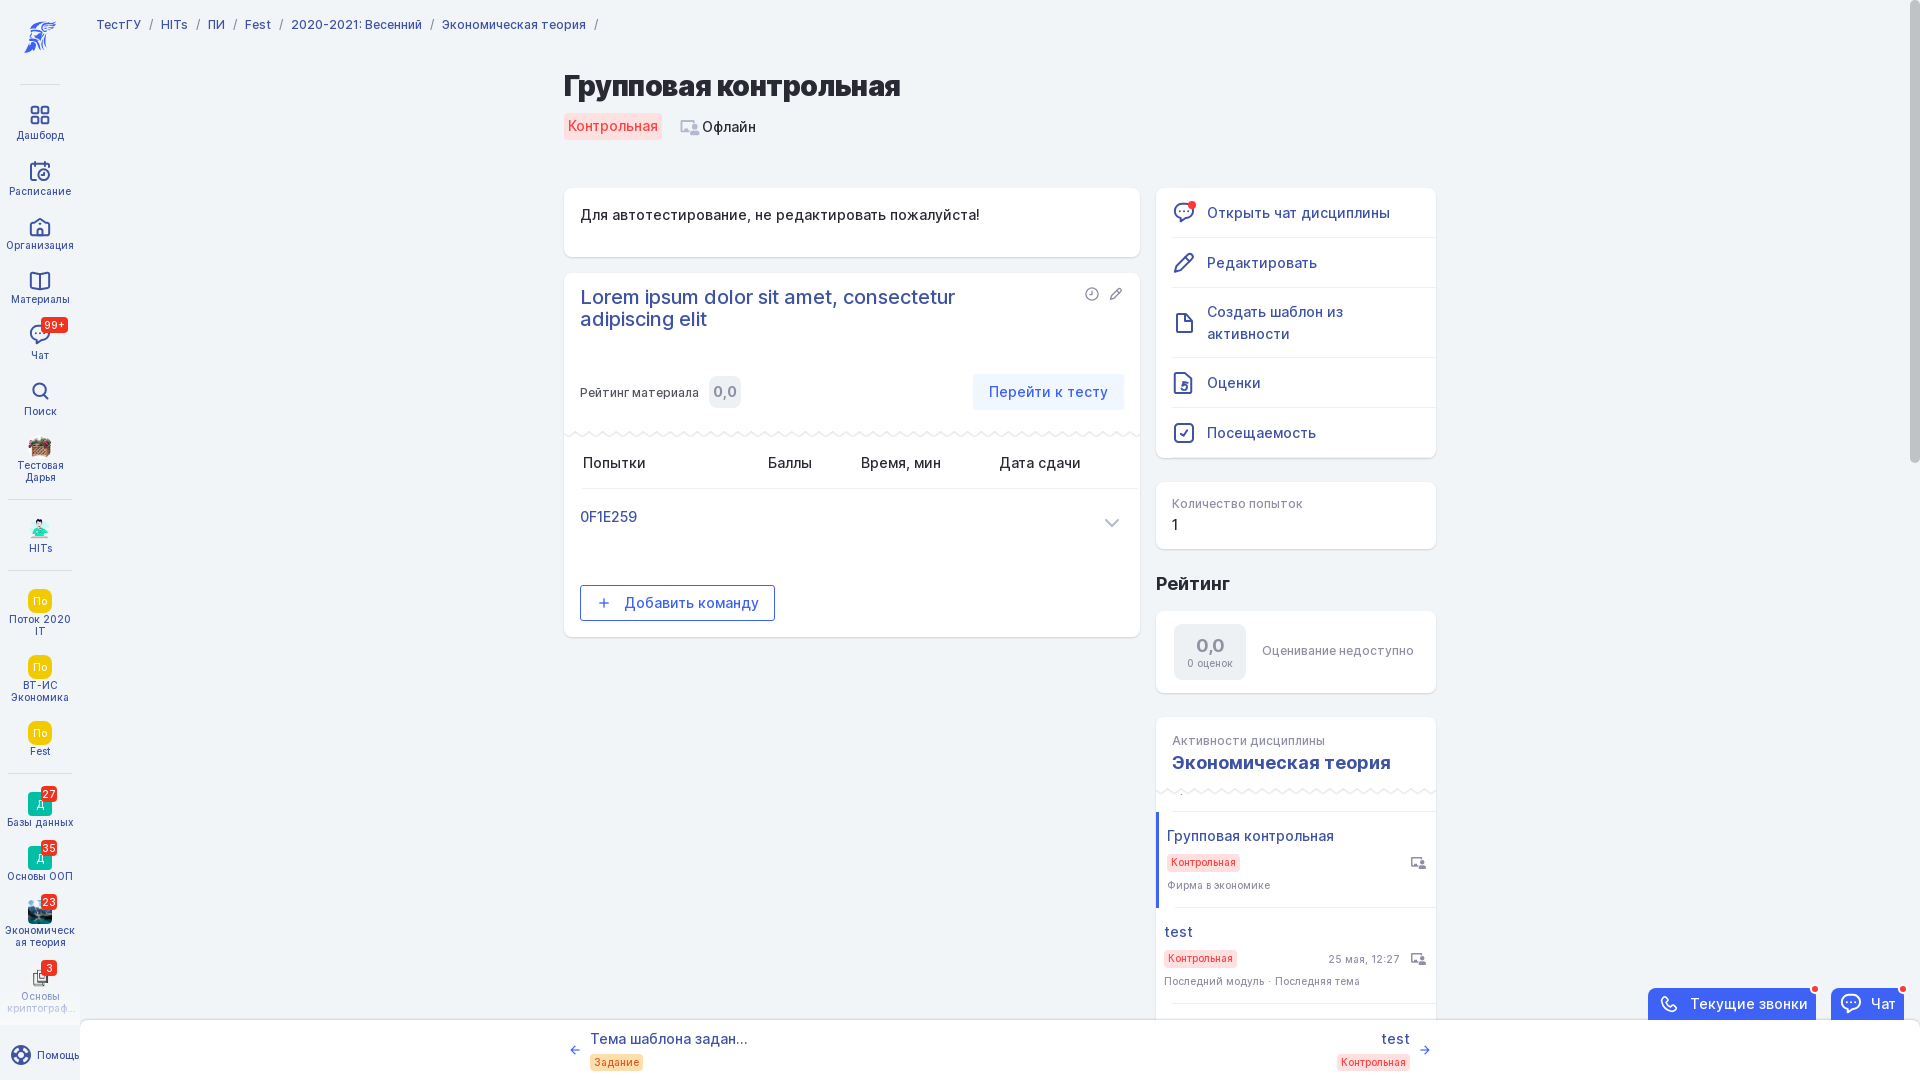 ТестГУ / HITs / ПИ / Fest / 2020-2021: Весенний / Экономическая теория /
Дашборд
Расписание
Организация
Материалы
99+
Чат
Поиск
Тестовая
Дарья
HITs
По
Поток 2020
IT
По
ВТ-ИС
Экономика
По
Fest
27
Д
Базы данных
35
Д
Основы ООП
23
Экономическ
ая теория
3
Основы
криптограф...
Помощь
Групповая контрольная
Контрольная
Офлайн
Для автотестирование, не редактировать пожалуйста!
Lorem ipsum dolor sit amet, consectetur
adipiscing elit
Рейтинг материала 0,0
Перейти к тесту
Попытки Баллы Время, мин Дата сдачи
0F1E259
Добавить команду
Открыть чат дисциплины
Редактировать
Создать шаблон из
активности
5
Оценки
Посещаемость
Количество попыток
1
Рейтинг
0,0
0 оценок
Оценивание недоступно
Активности дисциплины
Экономическая теория
Групповая контрольная
Контрольная
Фирма в экономике
test
Контрольная 25 мая, 12:27
Последний модуль · Последняя тема
Текущие звонки
Чат
Тема шаблона задан...
Задание
test
Контрольная